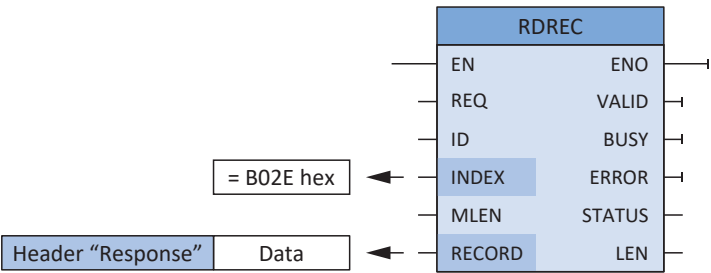 RDREC
EN ENO
REQ VALID
ID BUSY
= B02E hex INDEX ERROR
MLEN STATUS
Header “Response” Data RECORD LEN